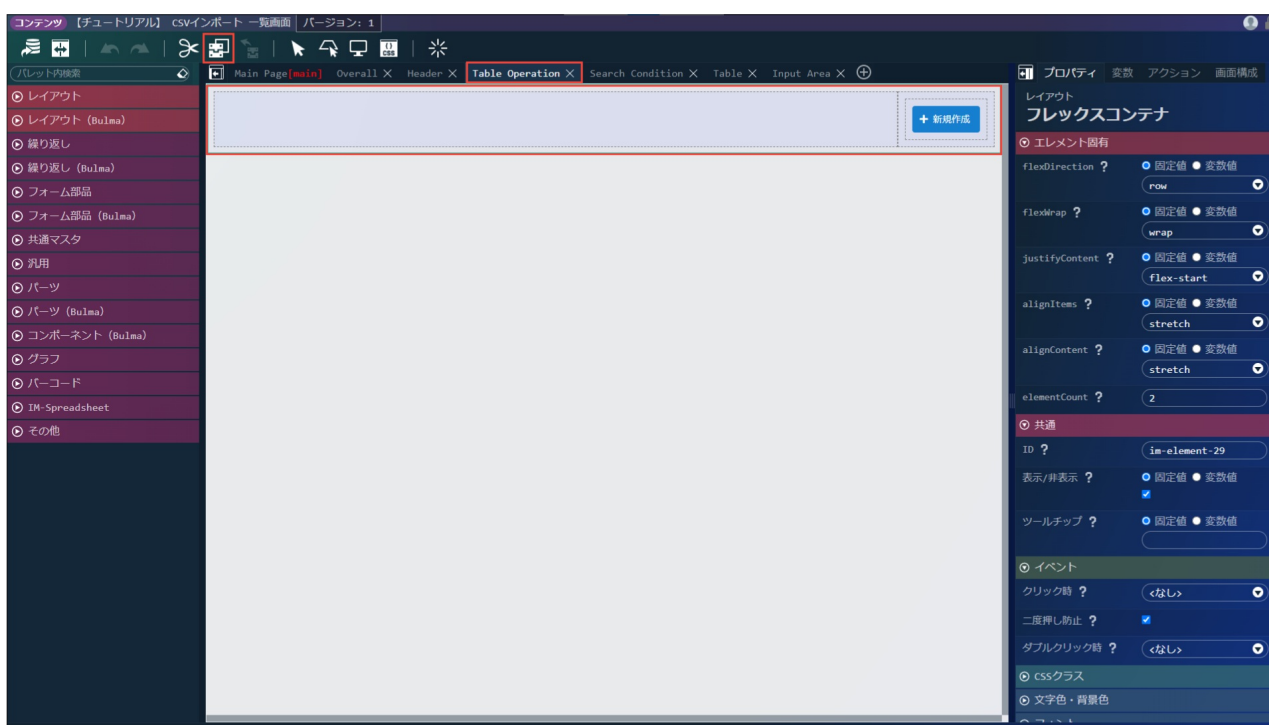 コンテンツ 【チュートリアル】 CSVインポート 一覧画面 バージョン: 1
{} CSS
パレット内検索
Main Page[main] Overall Header Table Operation Search Condition Table Input Area
プロパティ 変数 アクション 画面構成
レイアウト
レイアウト (Bulma)
繰り返し
繰り返し (Bulma)
フォーム部品
フォーム部品 (Bulma)
共通マスタ
汎用
パーツ
パーツ (Bulma)
コンポーネント (Bulma)
グラフ
バーコード
IM-Spreadsheet
その他
+ 新規作成
レイアウト
フレックスコンテナ
エレメント固有
flexDirection ? 固定値 変数値
row
flexWrap ? 固定値 変数値
wrap
justifyContent ? 固定値 変数値
flex-start
alignItems ? 固定値 変数値
stretch
alignContent ? 固定値 変数値
stretch
elementCount ? 2
共通
ID ? im-element-29
表示/非表示 ? 固定値 変数値
ツールチップ ? 固定値 変数値
イベント
クリック時 ? <なし>
二度押し防止 ?
ダブルクリック時 ? <なし>
CSSクラス
文字色・背景色